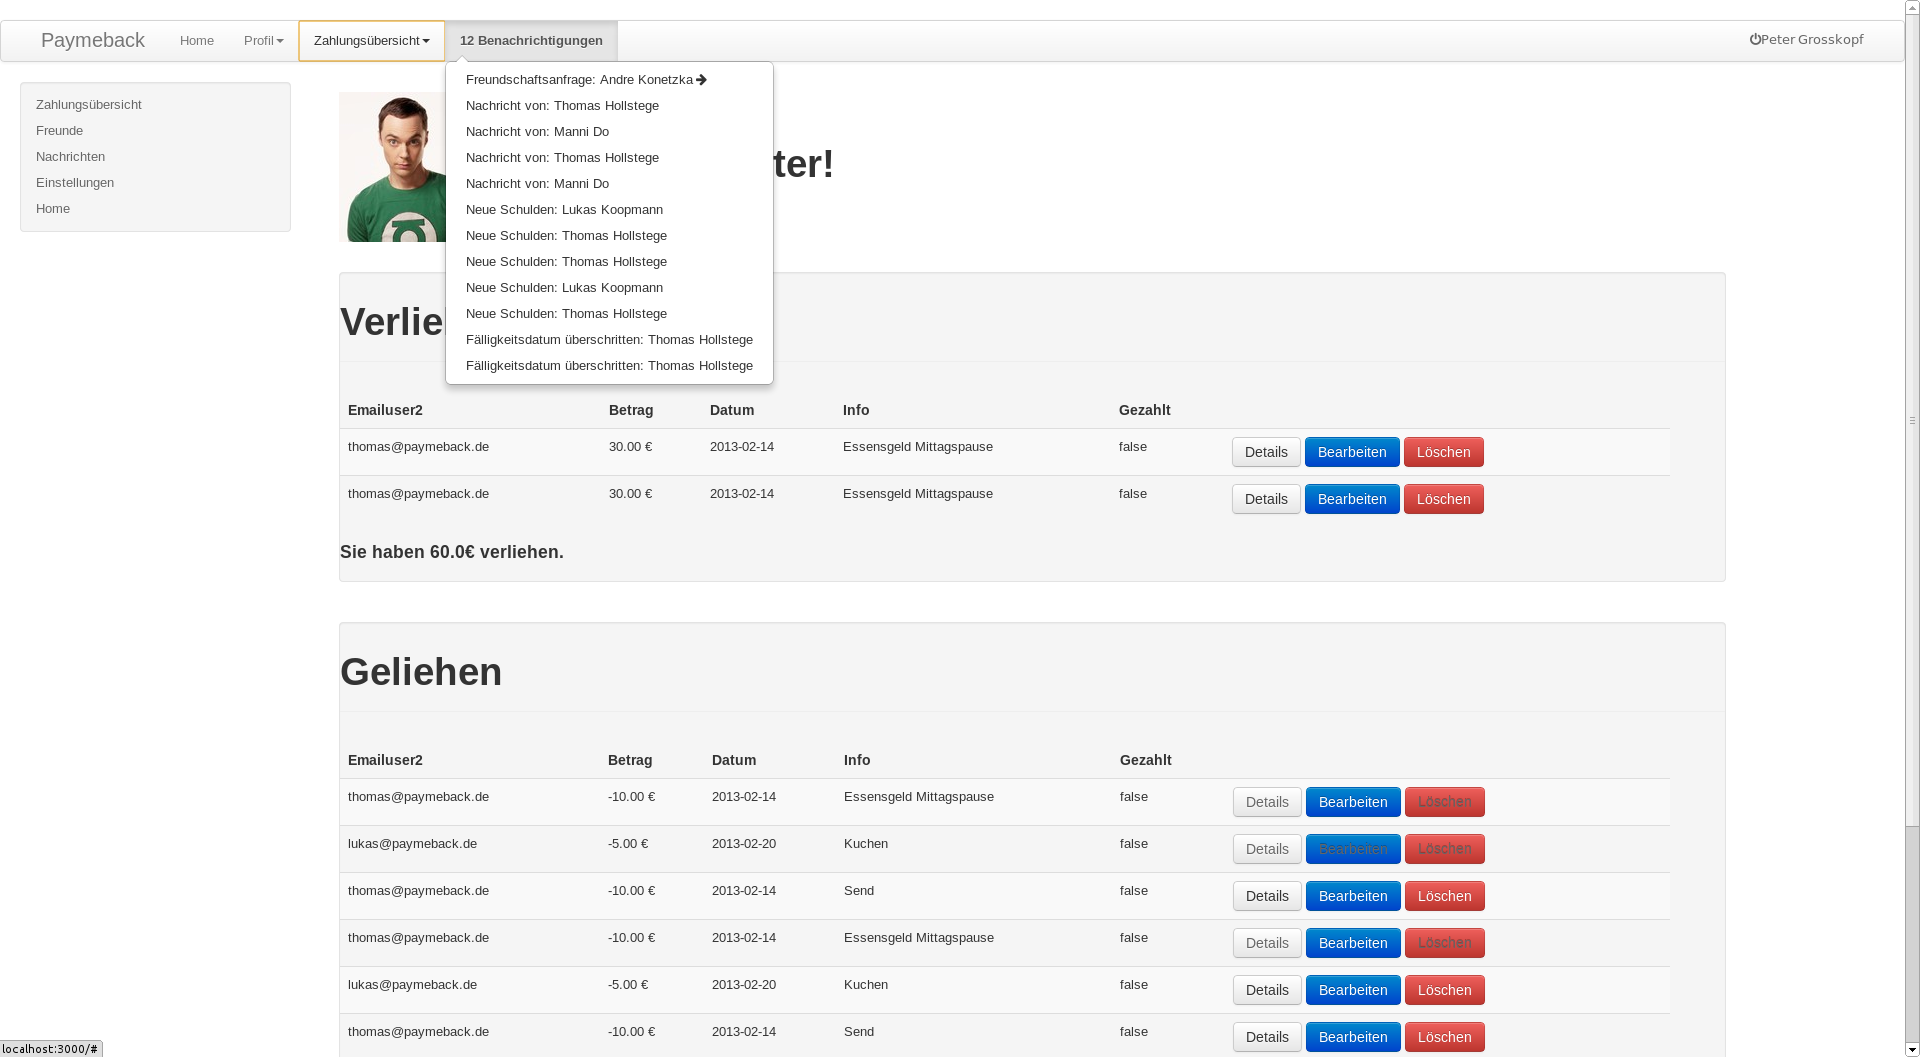 Paymeback Home Profil Zahlungsübersicht 12 Benachrichtigungen Peter Grosskopf
Zahlungsübersicht
Freunde
Nachrichten
Einstellungen
Home
Freundschaftsanfrage: Andre Konetzka
Nachricht von: Thomas Hollstege
Nachricht von: Manni Do
Nachricht von: Thomas Hollstege
Nachricht von: Manni Do
Neue Schulden: Lukas Koopmann
Neue Schulden: Thomas Hollstege
Neue Schulden: Thomas Hollstege
Neue Schulden: Lukas Koopmann
Neue Schulden: Thomas Hollstege
Fälligkeitsdatum überschritten: Thomas Hollstege
Fälligkeitsdatum überschritten: Thomas Hollstege
ter!
Verlie
Emailuser2 Betrag Datum Info Gezahlt
thomas@paymeback.de 30.00 € 2013-02-14 Essensgeld Mittagspause false Details Bearbeiten Löschen
thomas@paymeback.de 30.00 € 2013-02-14 Essensgeld Mittagspause false Details Bearbeiten Löschen
Sie haben 60.0€ verliehen.
Geliehen
Emailuser2 Betrag Datum Info Gezahlt
thomas@paymeback.de -10.00 € 2013-02-14 Essensgeld Mittagspause false Details Bearbeiten Löschen
lukas@paymeback.de -5.00 € 2013-02-20 Kuchen false Details Bearbeiten Löschen
thomas@paymeback.de -10.00 € 2013-02-14 Send false Details Bearbeiten Löschen
thomas@paymeback.de -10.00 € 2013-02-14 Essensgeld Mittagspause false Details Bearbeiten Löschen
lukas@paymeback.de -5.00 € 2013-02-20 Kuchen false Details Bearbeiten Löschen
thomas@paymeback.de -10.00 € 2013-02-14 Send false Details Bearbeiten Löschen
localhost:3000/#